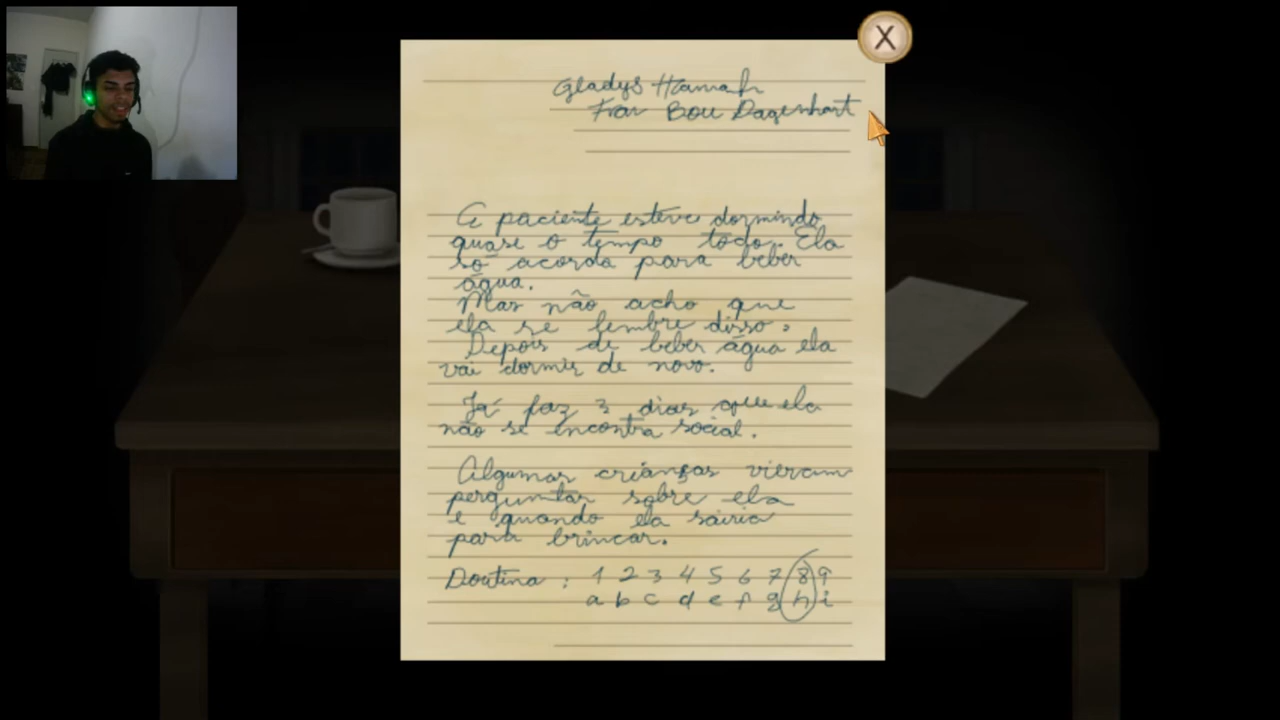 X
Gladys Hannah
Frau Bou Dagenhart
A paciente esteve dormindo
quase o tempo todo. Ela
só acorda para beber
água.
Mas não acho que
ela se lembre disso.
Depois de beber água ela
vai dormir de novo.
Já faz 3 dias que ela
não se encontra social.
Algumas crianças vieram
perguntar sobre ela
e quando ela sairia
para brincar.
Doutina : 1 2 3 4 5 6 7 8 9
a b c d e f g h i